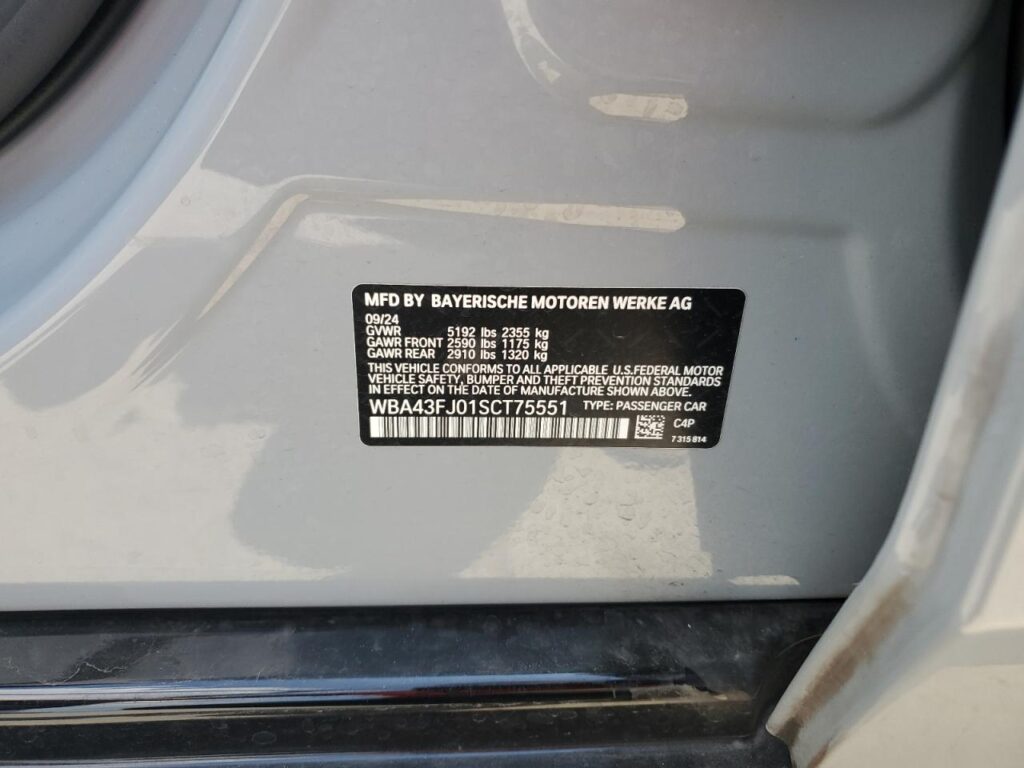 MFD BY BAYERISCHE MOTOREN WERKE AG
09/24
GVWR 5192 lbs 2355 kg
GAWR FRONT 2590 lbs 1175 kg
GAWR REAR 2910 lbs 1320 kg
THIS VEHICLE CONFORMS TO ALL APPLICABLE U.S.FEDERAL MOTOR
VEHICLE SAFETY, BUMPER AND THEFT PREVENTION STANDARDS
IN EFFECT ON THE DATE OF MANUFACTURE SHOWN ABOVE.
WBA43FJ01SCT75551 TYPE: PASSENGER CAR
C4P
7 315 814